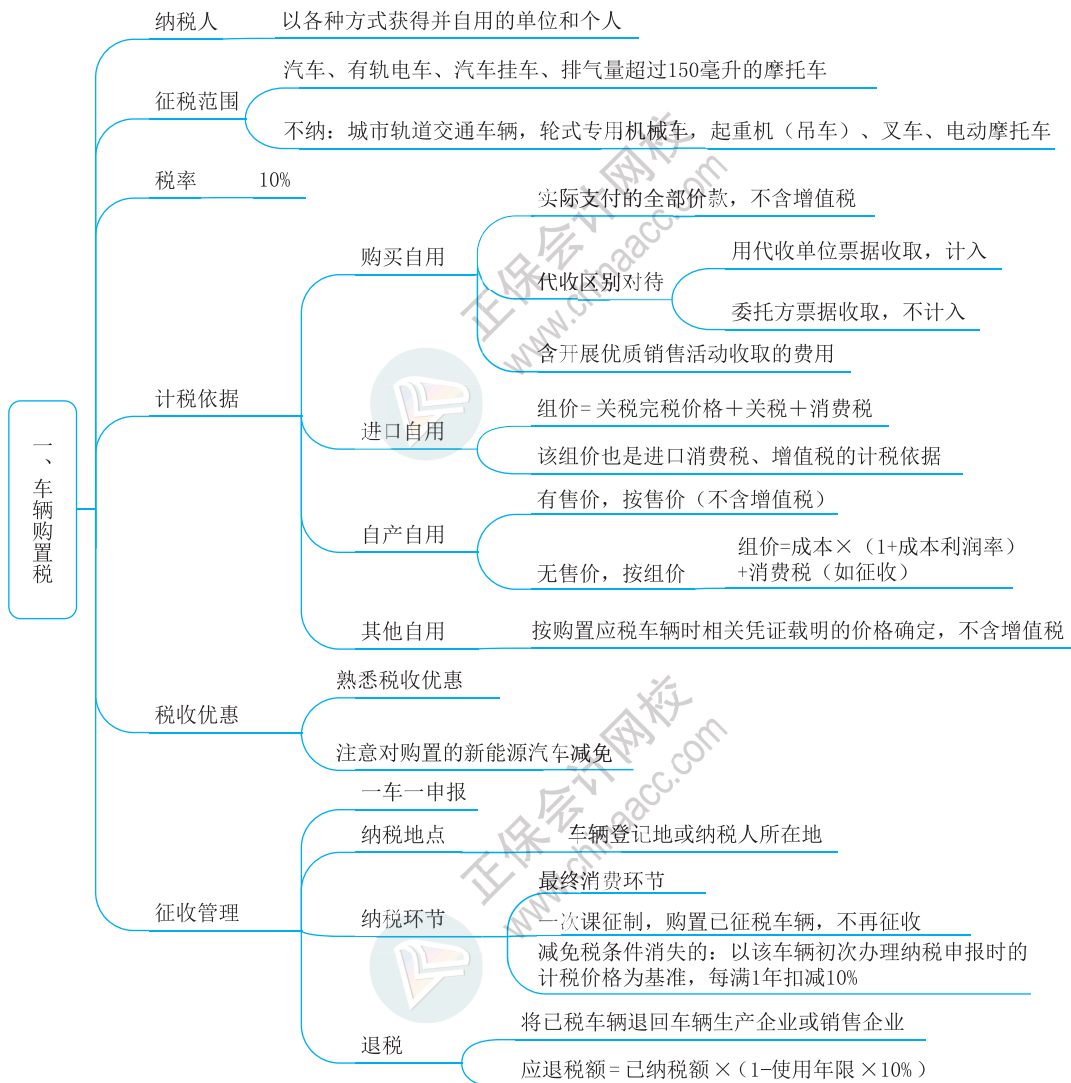 一、车辆购置税
纳税人
以各种方式获得并自用的单位和个人
征税范围
汽车、有轨电车、汽车挂车、排气量超过150毫升的摩托车
不纳：城市轨道交通车辆，轮式专用机械车，起重机（吊车）、叉车、电动摩托车
税率
10%
计税依据
购买自用
实际支付的全部价款，不含增值税
代收区别对待
用代收单位票据收取，计入
委托方票据收取，不计入
含开展优质销售活动收取的费用
进口自用
组价=关税完税价格＋关税＋消费税
该组价也是进口消费税、增值税的计税依据
自产自用
有售价，按售价（不含增值税）
无售价，按组价
组价=成本×（1+成本利润率）
+消费税（如征收）
其他自用
按购置应税车辆时相关凭证载明的价格确定，不含增值税
税收优惠
熟悉税收优惠
注意对购置的新能源汽车减免
征收管理
一车一申报
纳税地点
车辆登记地或纳税人所在地
纳税环节
最终消费环节
一次课征制，购置已征税车辆，不再征收
减免税条件消失的：以该车辆初次办理纳税申报时的
计税价格为基准，每满1年扣减10%
退税
将已税车辆退回车辆生产企业或销售企业
应退税额=已纳税额×（1-使用年限×10%）
正保会计网校
www.chinaacc.com
正保会计网校
www.chinaacc.com